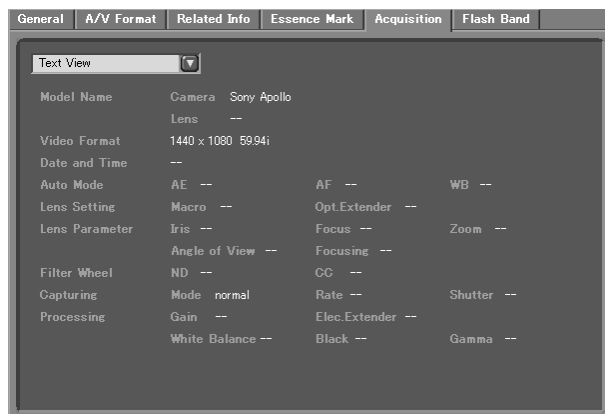 General A/V Format Related Info Essence Mark Acquisition Flash Band
Text View
Model Name Camera Sony Apollo
Lens --
Video Format 1440 x 1080 59.94i
Date and Time --
Auto Mode AE -- AF -- WB --
Lens Setting Macro -- Opt.Extender --
Lens Parameter Iris -- Focus -- Zoom --
Angle of View -- Focusing --
Filter Wheel ND -- CC --
Capturing Mode normal Rate -- Shutter --
Processing Gain -- Elec.Extender --
White Balance -- Black -- Gamma --